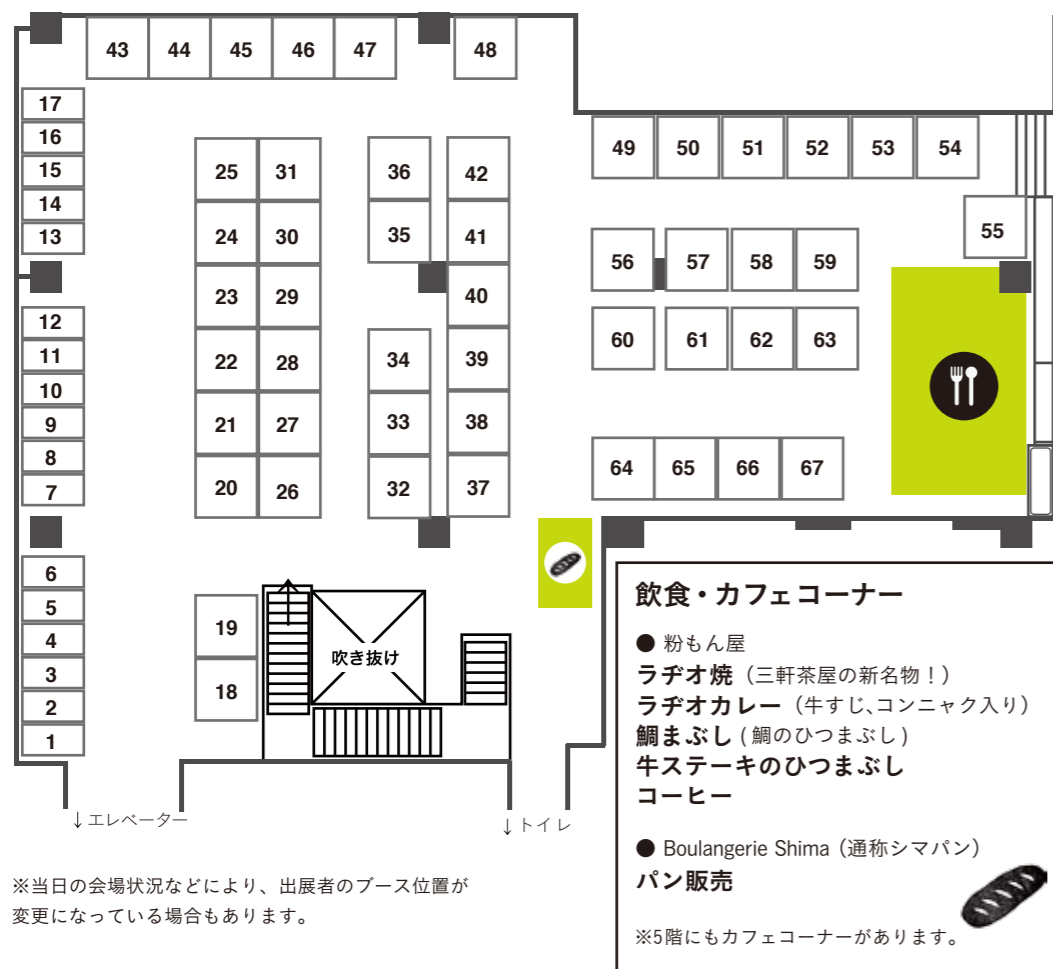 43 44 45 46 47 48
17
16
15
14
13
12
11
10
9
8
7
6
5
4
3
2
1
25 31
24 30
23 29
22 28
21 27
20 26
19
18
36 42
35 41
40
34 39
33 38
32 37
49 50 51 52 53 54
55
56 57 58 59
60 61 62 63
64 65 66 67
吹き抜け
↓エレベーター
↓トイレ
※当日の会場状況などにより、出展者のブース位置が
変更になっている場合もあります。
飲食・カフェコーナー
● 粉もん屋
ラヂオ焼（三軒茶屋の新名物！）
ラヂオカレー（牛すじ、コンニャク入り）
鯛まぶし(鯛のひつまぶし)
牛ステーキのひつまぶし
コーヒー
● Boulangerie Shima（通称シマパン）
パン販売
※5階にもカフェコーナーがあります。